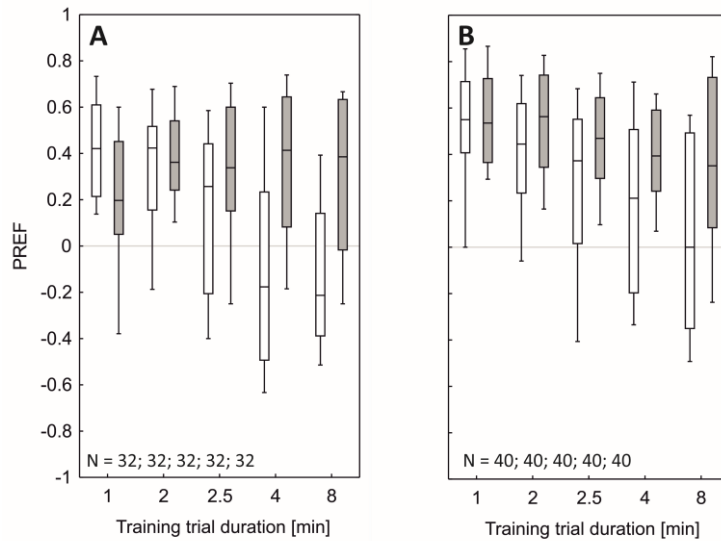 A
B
1
0.8
0.6
0.4
0.2
0
-0.2
-0.4
-0.6
-0.8
-1
PREF
N = 32; 32; 32; 32; 32
N = 40; 40; 40; 40; 40
1 2 2.5 4 8
1 2 2.5 4 8
Training trial duration [min]
Training trial duration [min]